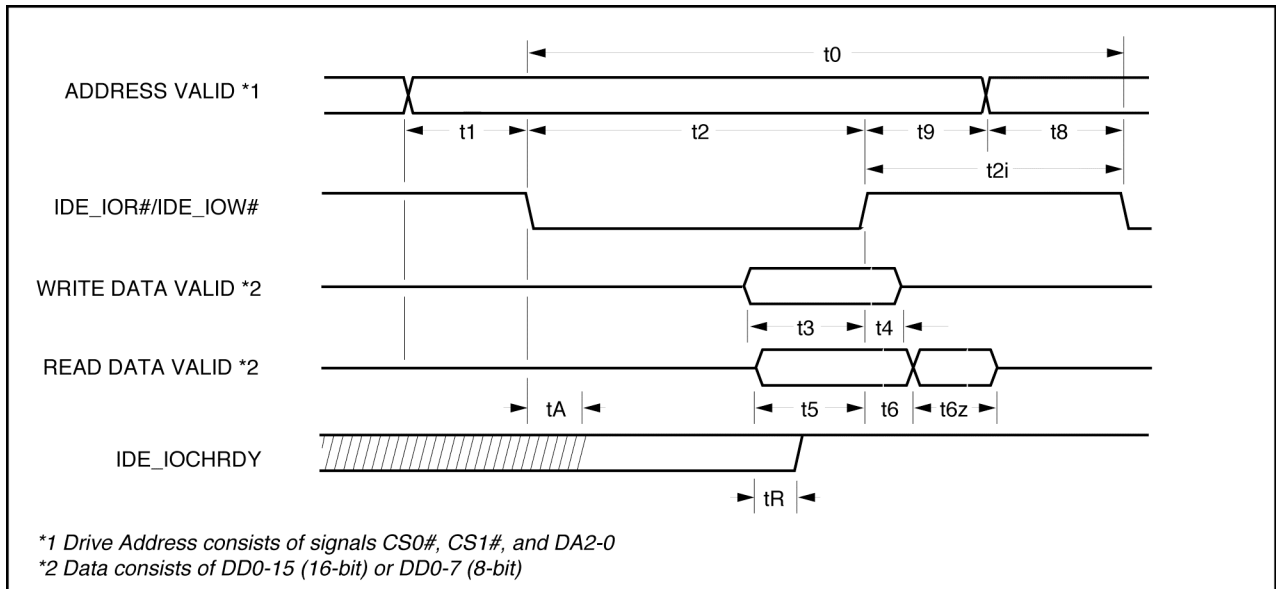 t0
ADDRESS VALID *1
t1 t2 t9 t8
t2i
IDE_IOR#/IDE_IOW#
WRITE DATA VALID *2
t3 t4
READ DATA VALID *2
tA t5 t6 t6z
IDE_IOCHRDY
tR
*1 Drive Address consists of signals CS0#, CS1#, and DA2-0
*2 Data consists of DD0-15 (16-bit) or DD0-7 (8-bit)